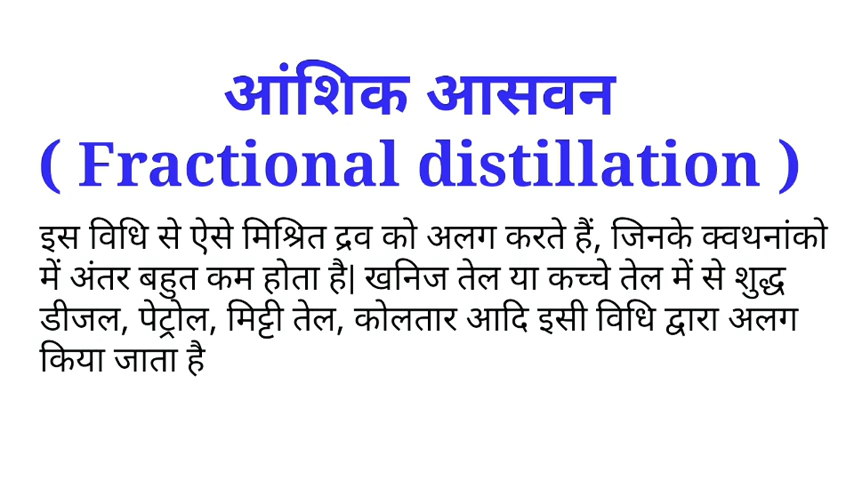 आंशिक आसवन
( Fractional distillation )
इस विधि से ऐसे मिश्रित द्रव को अलग करते हैं, जिनके क्वथनांको
में अंतर बहुत कम होता है| खनिज तेल या कच्चे तेल में से शुद्ध
डीजल, पेट्रोल, मिट्टी तेल, कोलतार आदि इसी विधि द्वारा अलग
किया जाता है